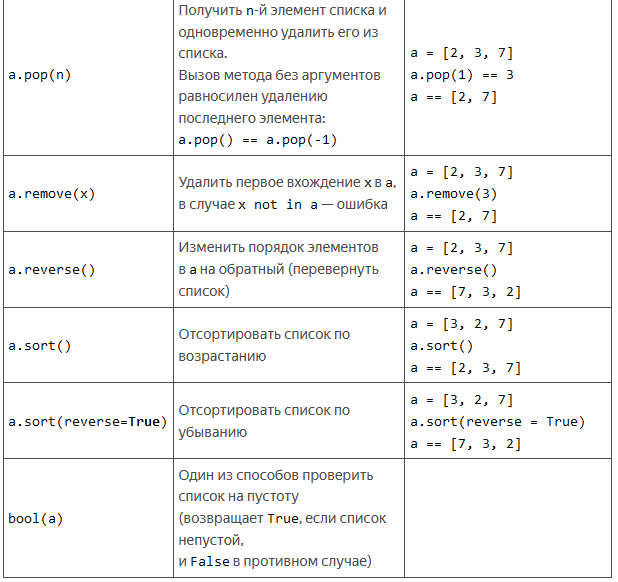 a.pop(n)
Получить n-й элемент списка и
одновременно удалить его из
списка.
Вызов метода без аргументов
равносилен удалению
последнего элемента:
a.pop() == a.pop(-1)
a = [2, 3, 7]
a.pop(1) == 3
a == [2, 7]
a.remove(x)
Удалить первое вхождение x в a,
в случае x not in a — ошибка
a = [2, 3, 7]
a.remove(3)
a == [2, 7]
a.reverse()
Изменить порядок элементов
в a на обратный (перевернуть
список)
a = [2, 3, 7]
a.reverse()
a == [7, 3, 2]
a.sort()
Отсортировать список по
возрастанию
a = [3, 2, 7]
a.sort()
a == [2, 3, 7]
a.sort(reverse=True)
Отсортировать список по
убыванию
a = [3, 2, 7]
a.sort(reverse = True)
a == [7, 3, 2]
bool(a)
Один из способов проверить
список на пустоту
(возвращает True, если список
непустой,
и False в противном случае)